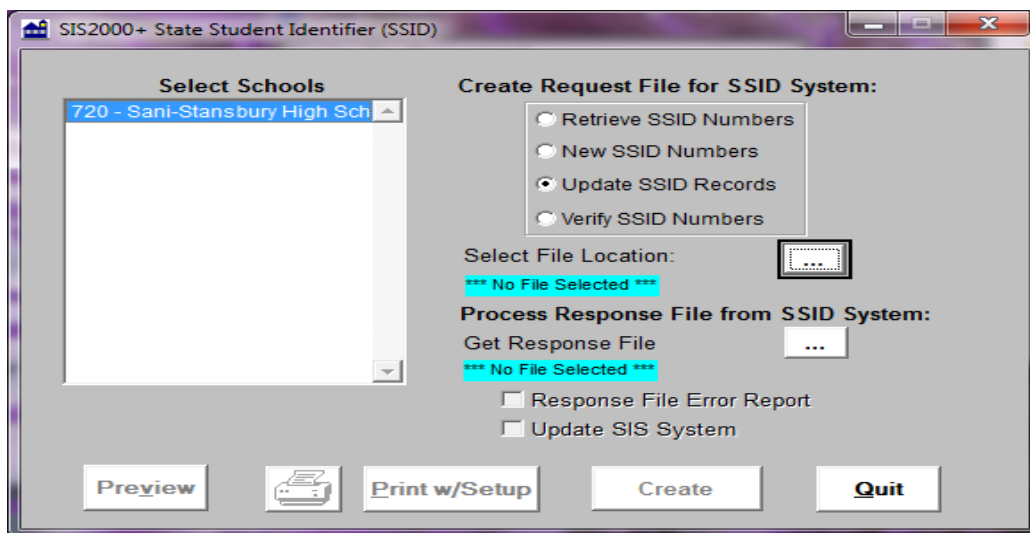 SIS2000+ State Student Identifier (SSID)
Select Schools
720 - Sani-Stansbury High Sch
Create Request File for SSID System:
Retrieve SSID Numbers
New SSID Numbers
Update SSID Records
Verify SSID Numbers
Select File Location:
...
*** No File Selected ***
Process Response File from SSID System:
Get Response File
...
*** No File Selected ***
Response File Error Report
Update SIS System
Preview
Print w/Setup
Create
Quit